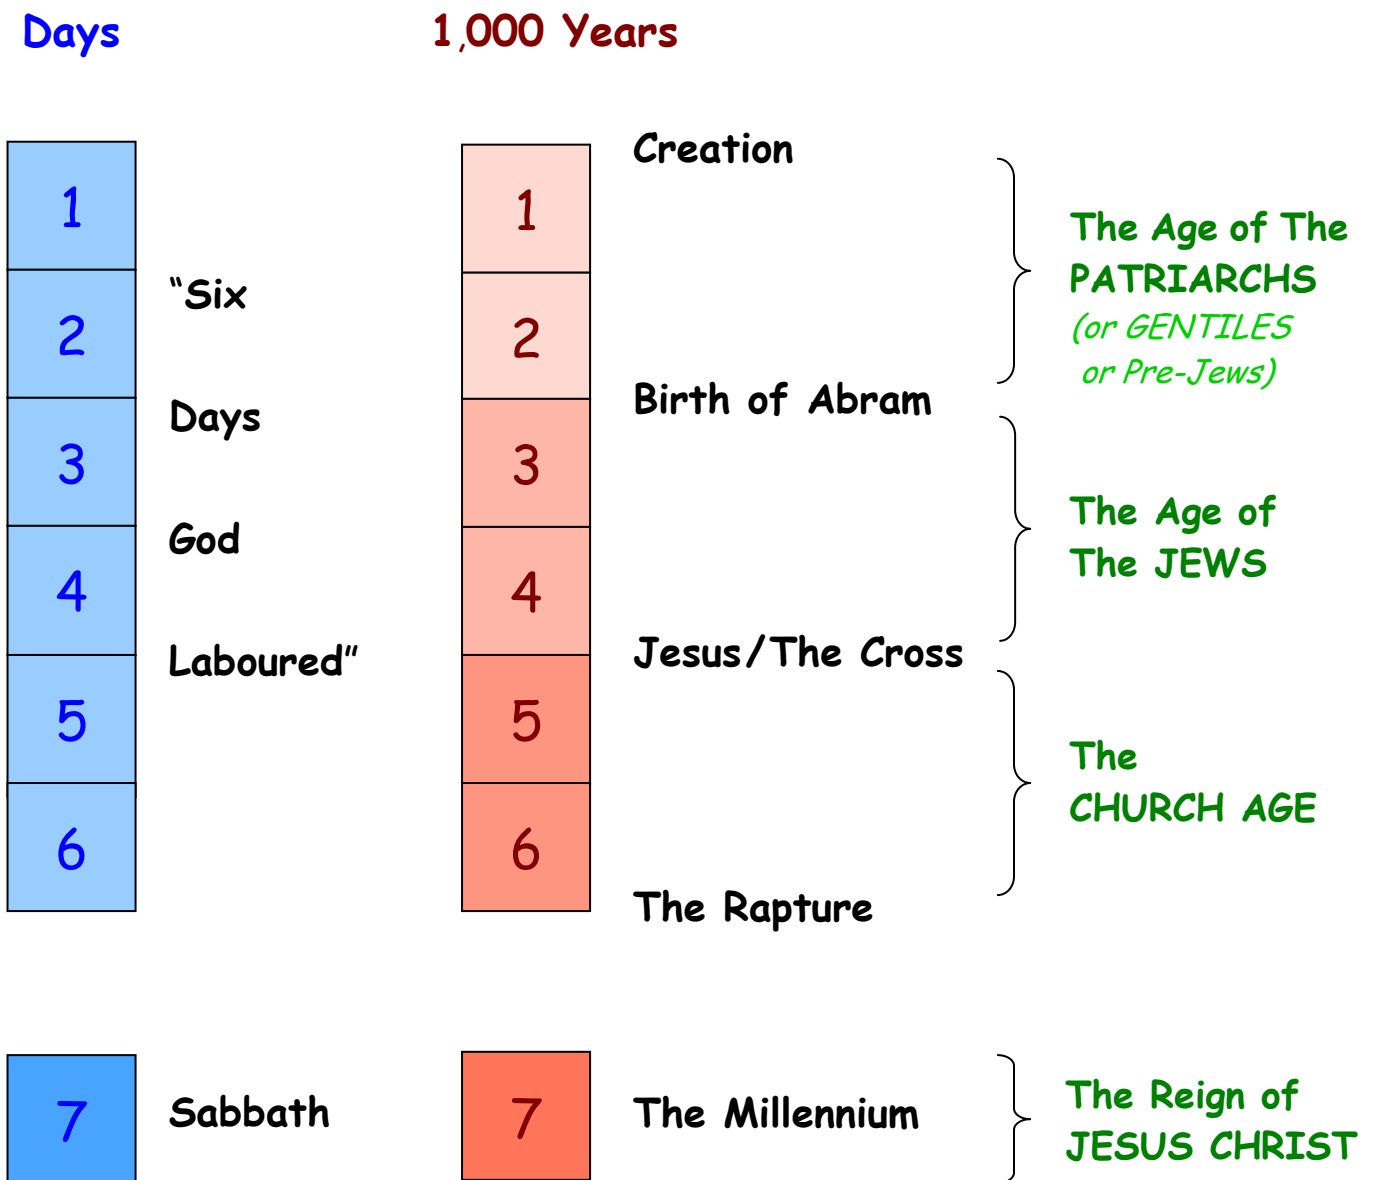 Days
1,000 Years
1
2
3
4
5
6
7
“Six
Days
God
Laboured”
Sabbath
1
2
3
4
5
6
7
Creation
Birth of Abram
Jesus/The Cross
The Rapture
The Millennium
The Age of The
PATRIARCHS
(or GENTILES
or Pre-Jews)
The Age of
The JEWS
The
CHURCH AGE
The Reign of
JESUS CHRIST